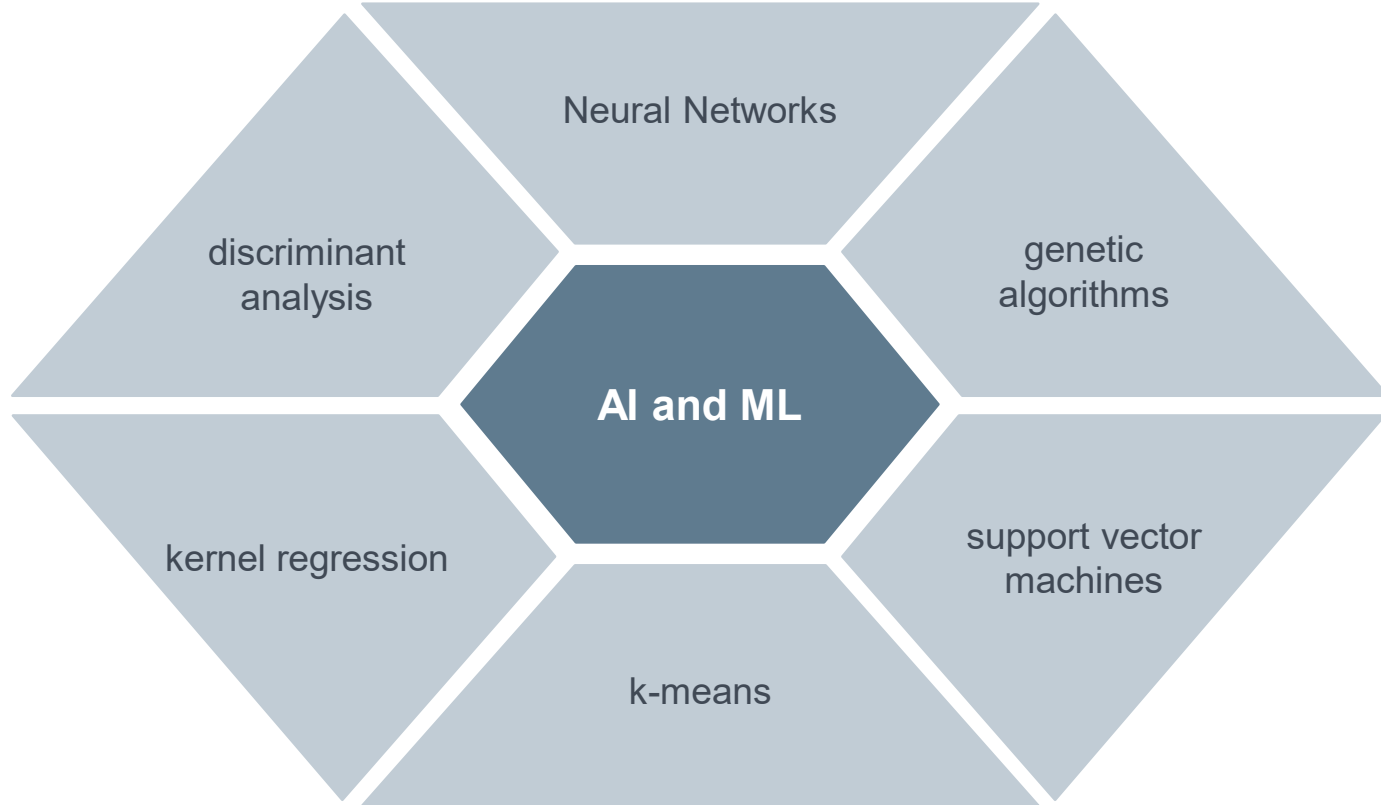 Neural Networks
discriminant
analysis
genetic
algorithms
AI and ML
kernel regression
support vector
machines
k-means